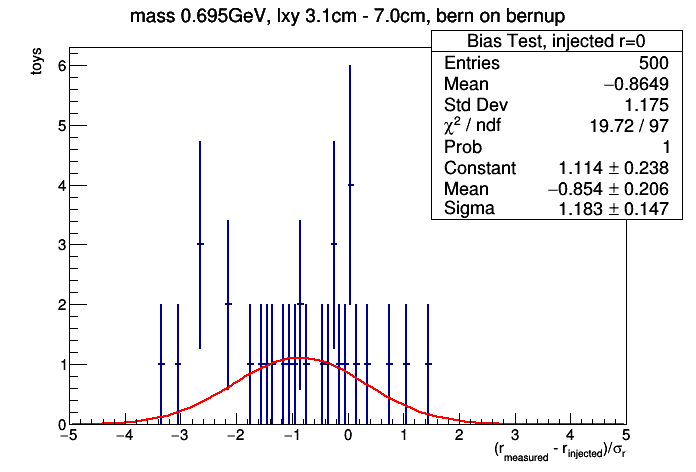 mass 0.695GeV, lxy 3.1cm - 7.0cm, bern on bernup
Bias Test, injected r=0
Entries 500
Mean −0.8649
Std Dev 1.175
χ² / ndf 19.72 / 97
Prob 1
Constant 1.114 ± 0.238
Mean −0.854 ± 0.206
Sigma 1.183 ± 0.147
toys
6
5
4
3
2
1
0
−5 −4 −3 −2 −1 0 1 2 3 4 5
(r_measured - r_injected)/σ_r